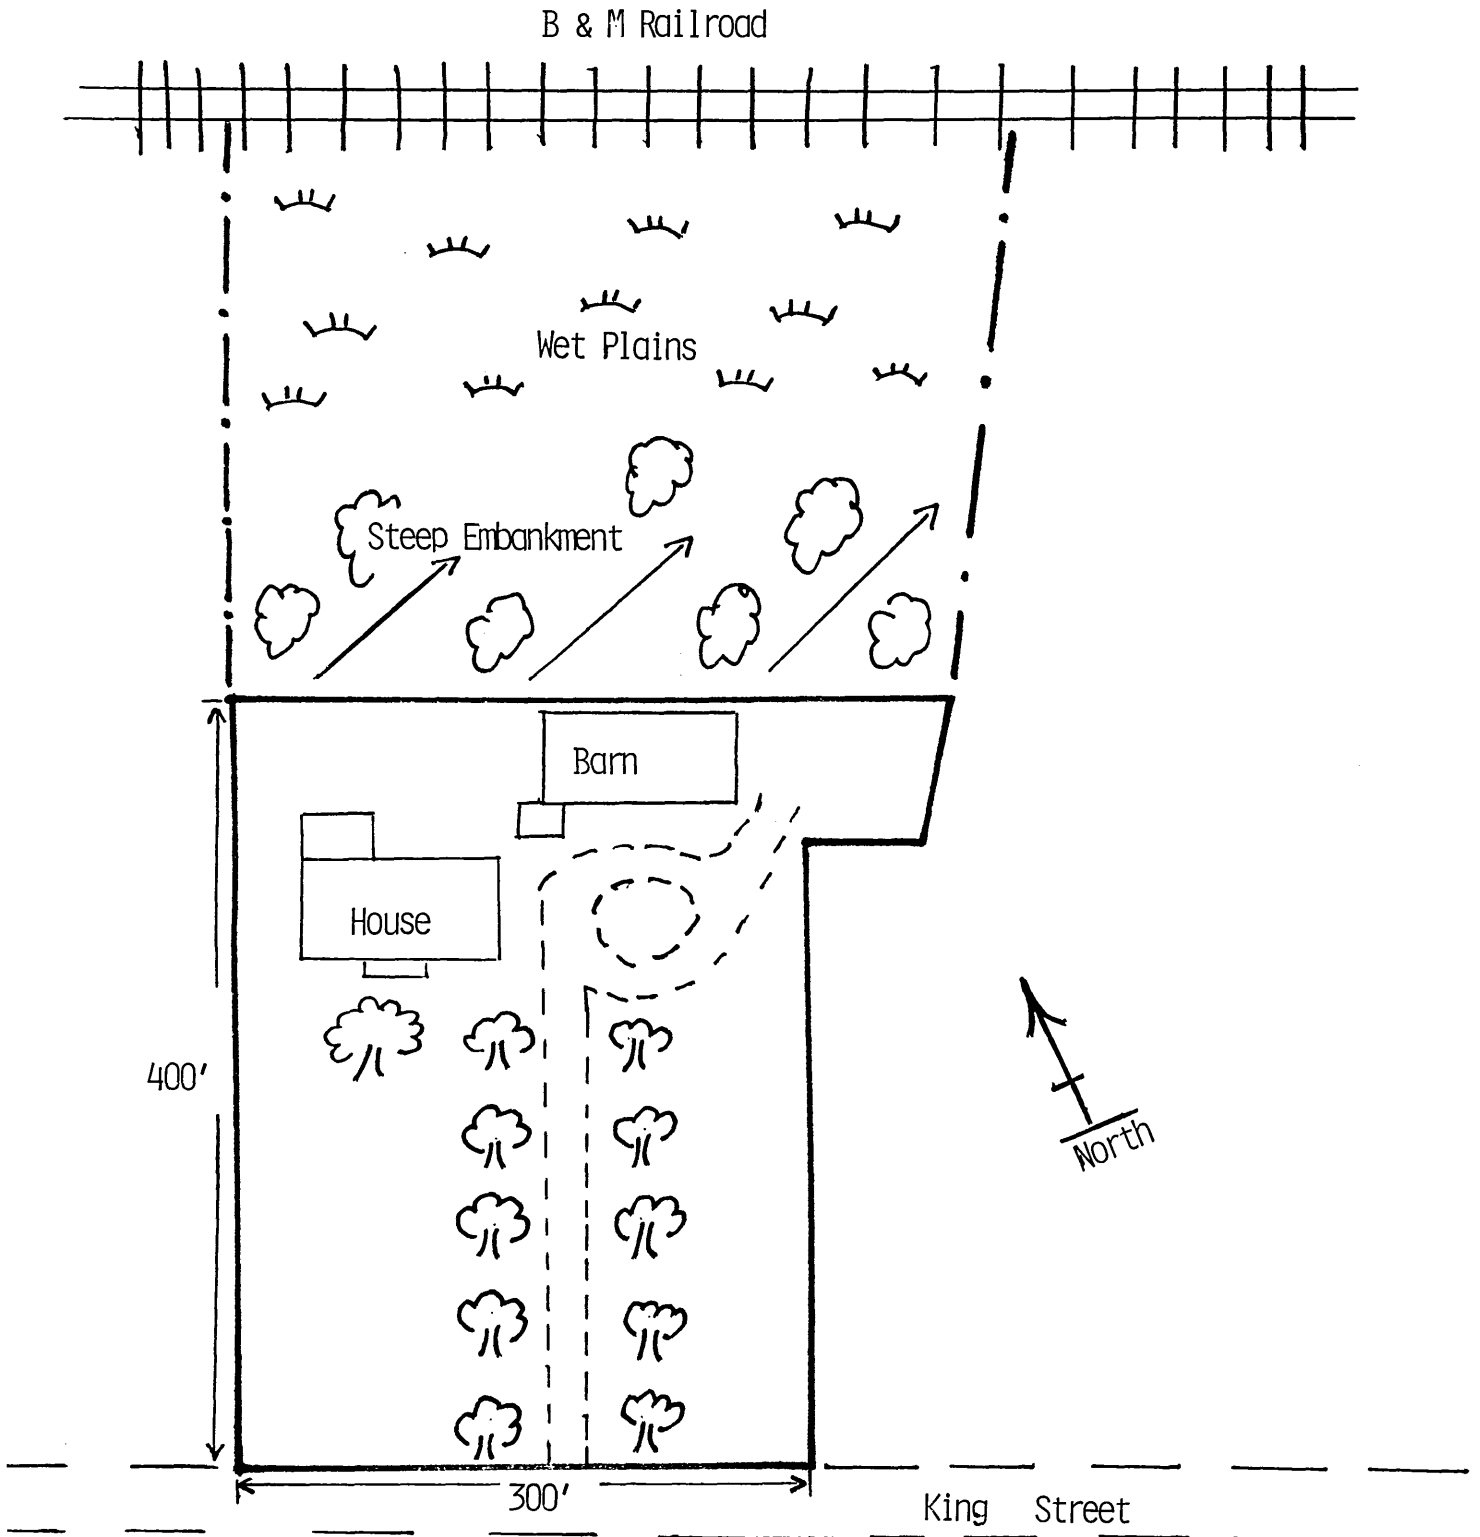 B & M Railroad
Wet Plains
Steep Embankment
Barn
House
400'
North
300'
King Street